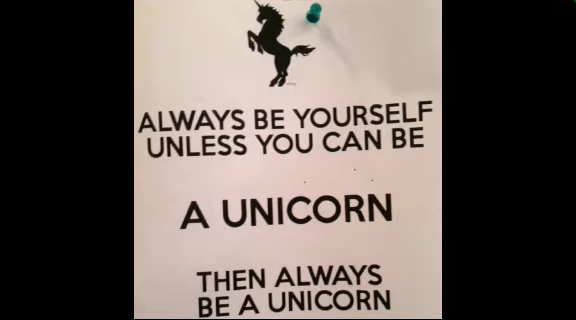 ALWAYS BE YOURSELF
UNLESS YOU CAN BE
A UNICORN
THEN ALWAYS
BE A UNICORN